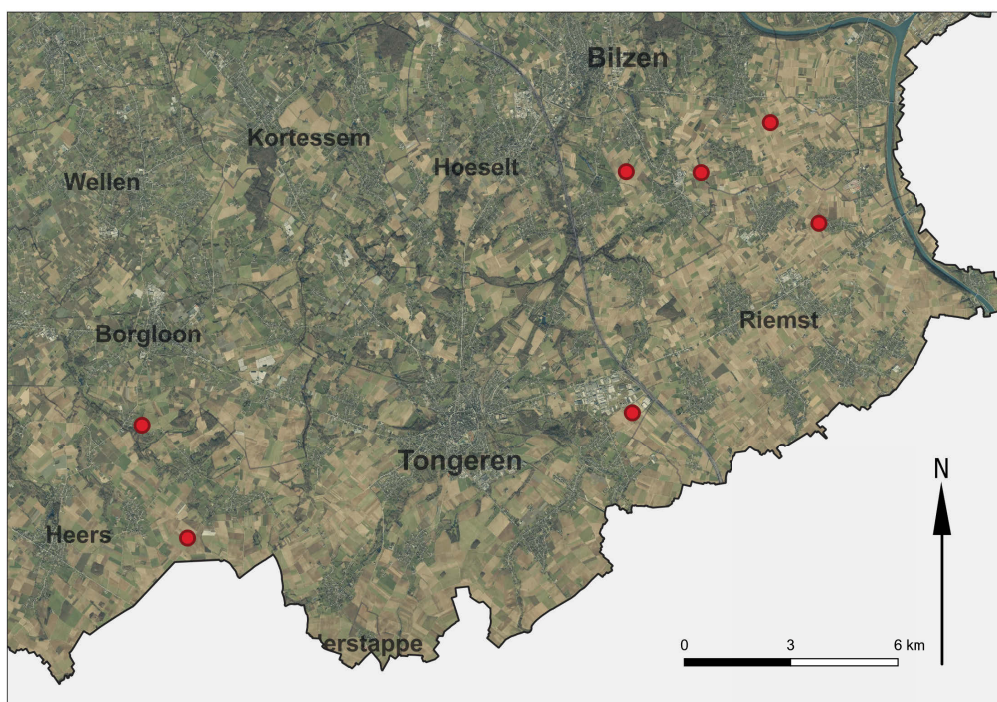 Bilzen
Kortessem
Hoeselt
Wellen
Riemst
Borgloon
Tongeren
N
Heers
erstappe
0 3 6 km